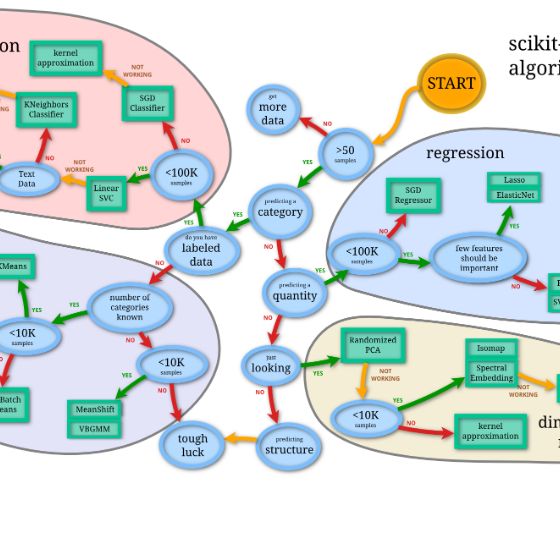 scikit-
algori
START
on
kernel
approximation
NOT
WORKING
KNeighbors
Classifier
SGD
Classifier
NO
NO
Text
Data
NOT
WORKING
YES
Linear
SVC
<100K
samples
get
more
data
NO
>50
samples
YES
predicting a
category
YES
YES
do you have
labeled
data
NO
NO
regression
SGD
Regressor
Lasso
ElasticNet
NO
YES
<100K
samples
YES
few features
should be
important
NO
YES
predicting a
quantity
NO
KMeans
YES
YES
number of
categories
known
NO
<10K
samples
NO
Batch
eans
<10K
samples
YES
NO
MeanShift
VBGMM
just
looking
YES
NO
Randomized
PCA
NOT
WORKING
Isomap
Spectral
Embedding
NOT
WORKING
YES
<10K
samples
NO
kernel
approximation
dim
tough
luck
predicting
structure